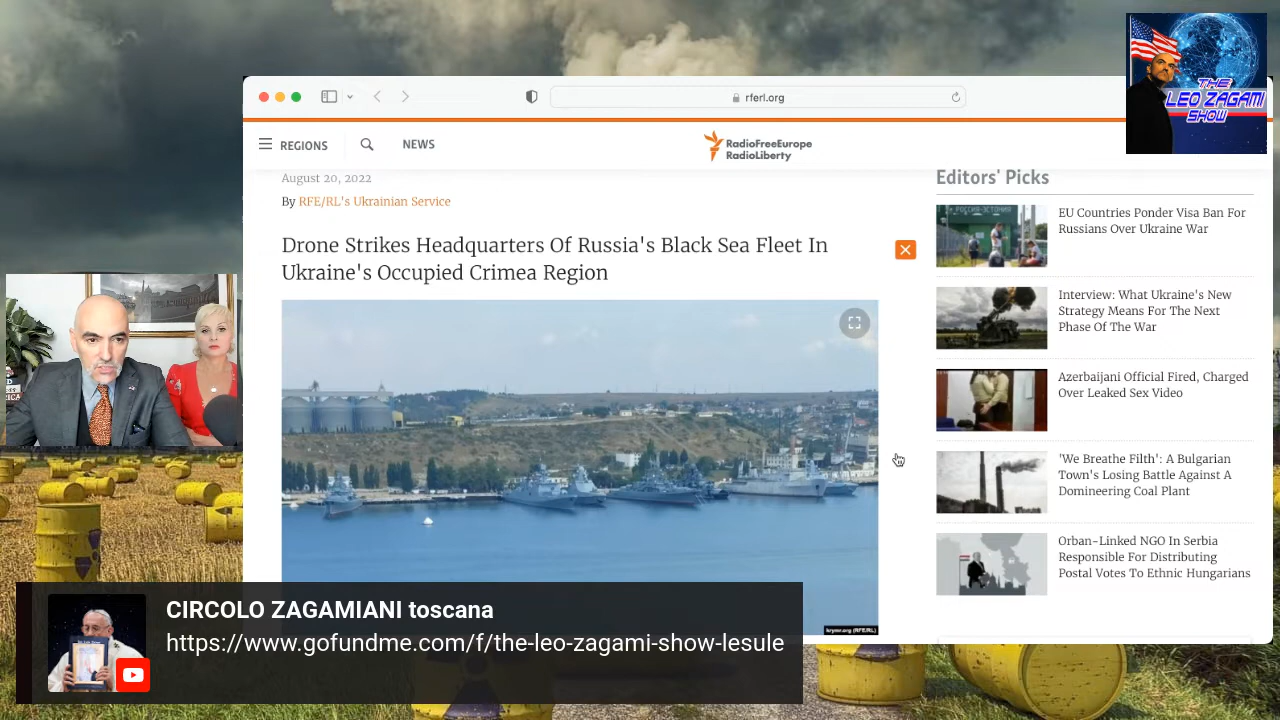 rferl.org
THE
LEO ZAGAMI
SHOW
REGIONS
NEWS
RadioFreeEurope
RadioLiberty
August 20, 2022
By RFE/RL's Ukrainian Service
Drone Strikes Headquarters Of Russia's Black Sea Fleet In
Ukraine's Occupied Crimea Region
krymr.org (RFE/RL)
Editors' Picks
EU Countries Ponder Visa Ban For
Russians Over Ukraine War
Interview: What Ukraine's New
Strategy Means For The Next
Phase Of The War
Azerbaijani Official Fired, Charged
Over Leaked Sex Video
'We Breathe Filth': A Bulgarian
Town's Losing Battle Against A
Domineering Coal Plant
Orban-Linked NGO In Serbia
Responsible For Distributing
Postal Votes To Ethnic Hungarians
CIRCOLO ZAGAMIANI toscana
https://www.gofundme.com/f/the-leo-zagami-show-lesule